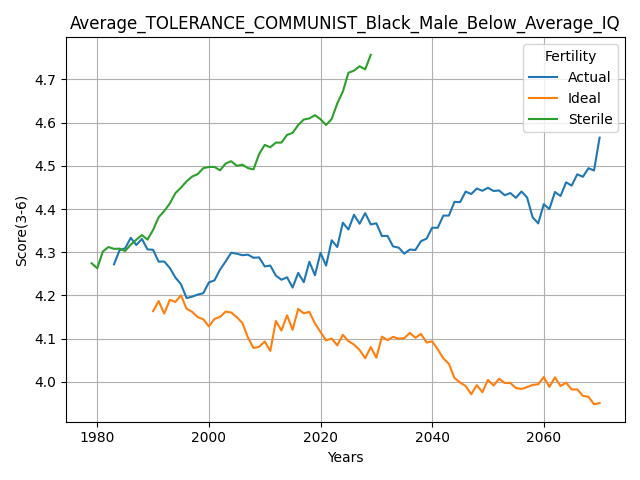 Average_TOLERANCE_COMMUNIST_Black_Male_Below_Average_IQ
Fertility
Actual
Ideal
Sterile
Score(3-6)
4.7
4.6
4.5
4.4
4.3
4.2
4.1
4.0
1980
2000
2020
2040
2060
Years